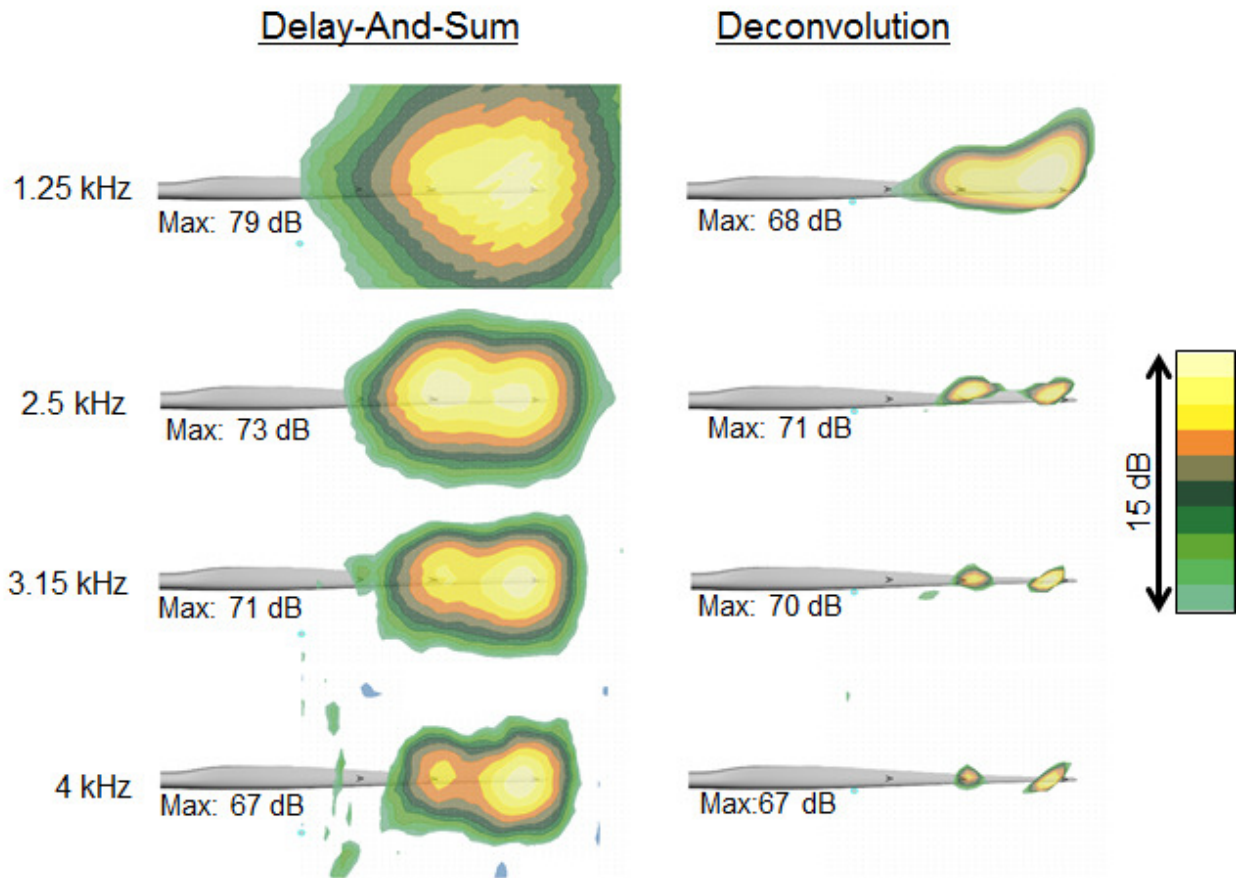 Delay-And-Sum
Deconvolution
1.25 kHz
Max: 79 dB
Max: 68 dB
2.5 kHz
Max: 73 dB
Max: 71 dB
15 dB
3.15 kHz
Max: 71 dB
Max: 70 dB
4 kHz
Max: 67 dB
Max:67 dB